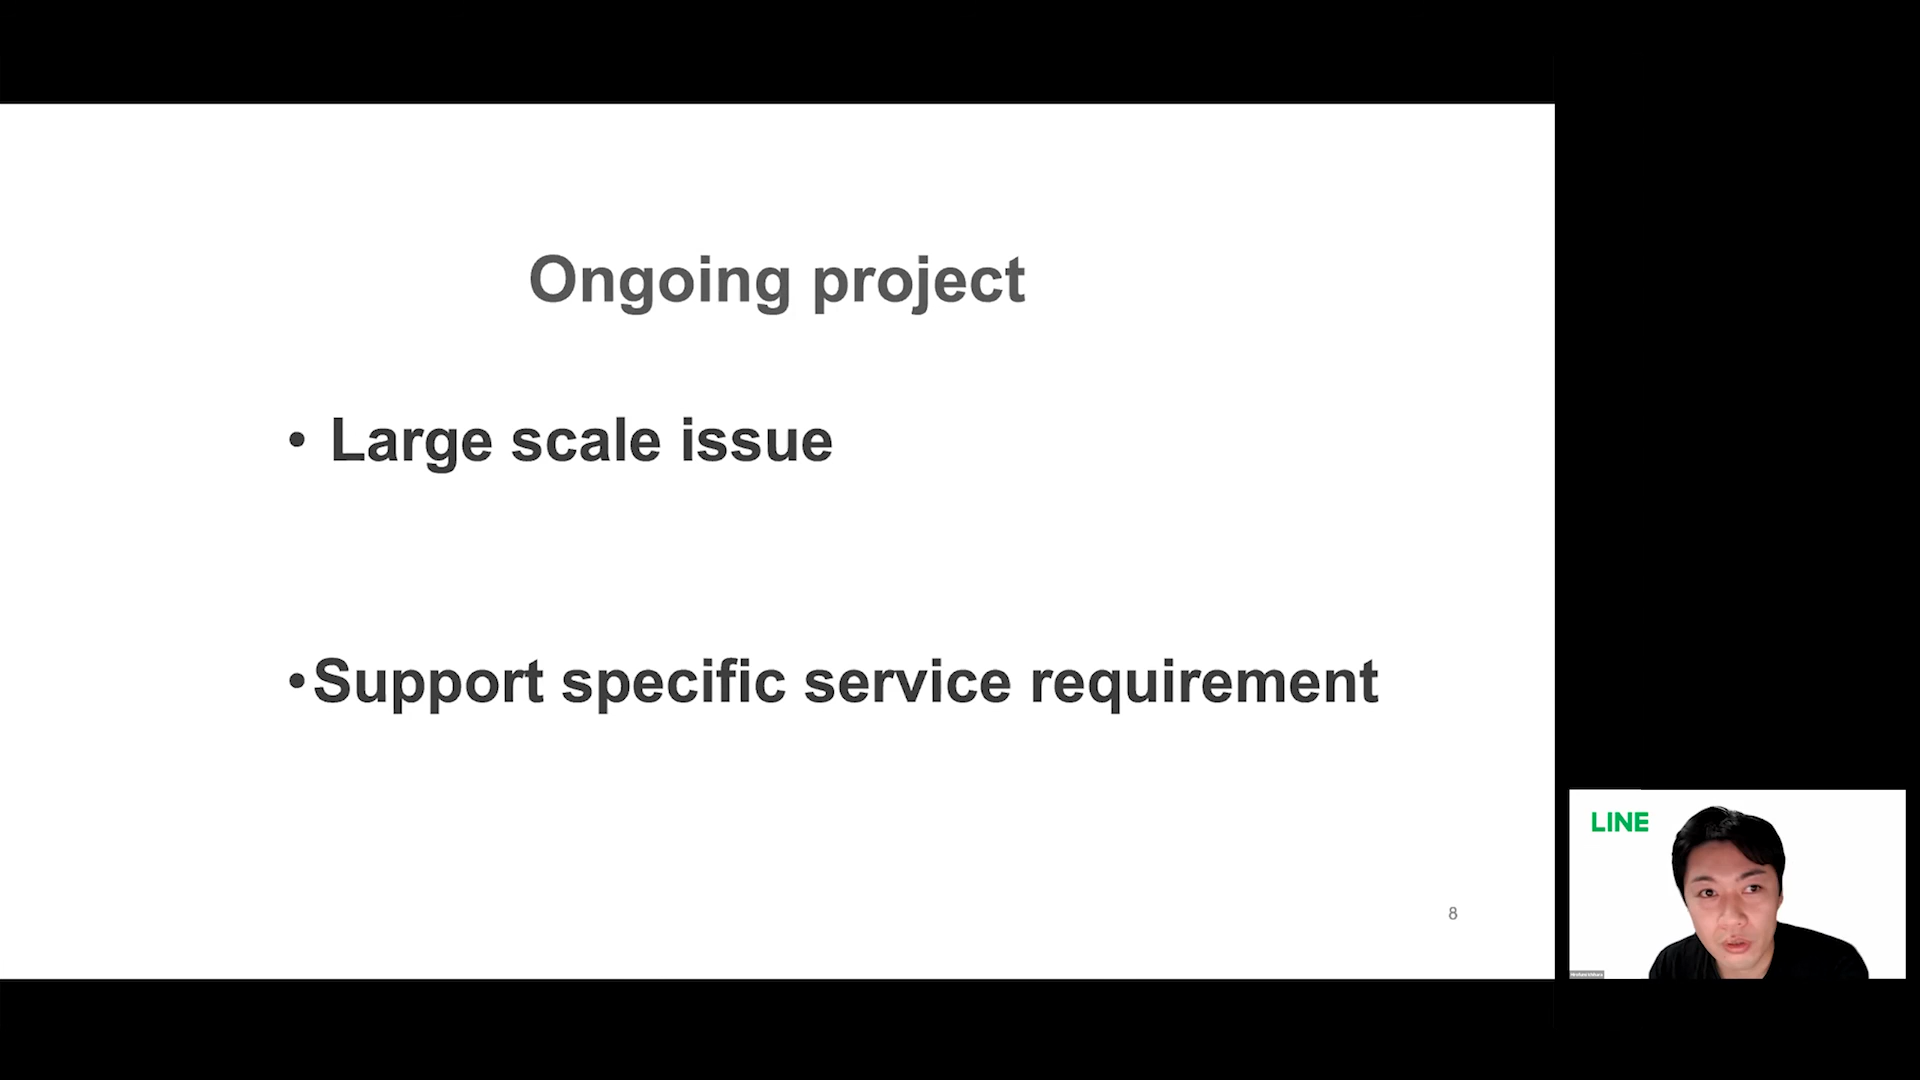 Ongoing project
• Large scale issue
• Support specific service requirement
8
LINE